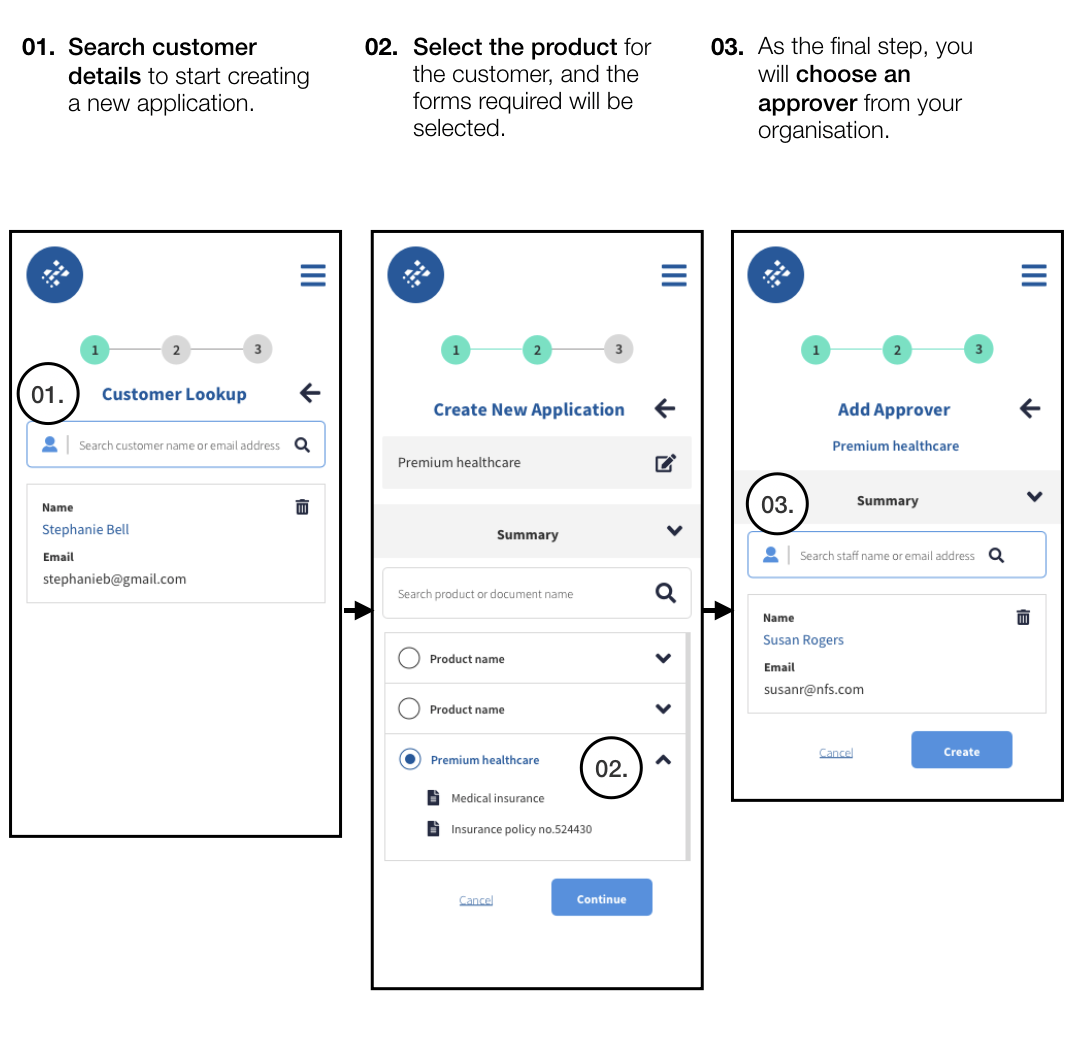 01. Search customer
details to start creating
a new application.
02. Select the product for
the customer, and the
forms required will be
selected.
03. As the final step, you
will choose an
approver from your
organisation.
1 2 3
01.
Customer Lookup
Search customer name or email address
Name
Stephanie Bell
Email
stephanieb@gmail.com
1 2 3
Create New Application
Premium healthcare
Summary
Search product or document name
Product name
Product name
Premium healthcare
02.
Medical insurance
Insurance policy no.524430
Cancel
Continue
1 2 3
Add Approver
Premium healthcare
03.
Summary
Search staff name or email address
Name
Susan Rogers
Email
susanr@nfs.com
Cancel
Create